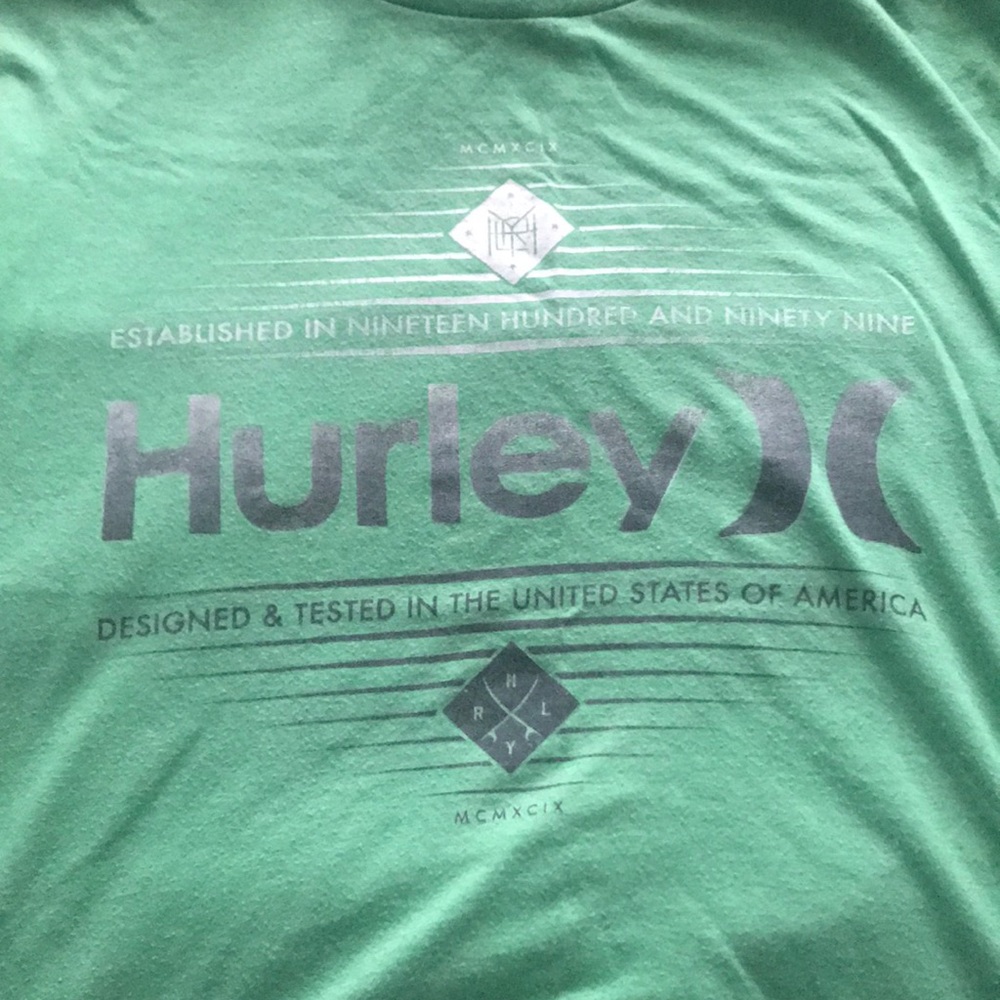 MCMXCIX
ESTABLISHED IN NINETEEN HUNDRED AND NINETY NINE
Hurley
DESIGNED & TESTED IN THE UNITED STATES OF AMERICA
H
R L
Y
MCMXCIX